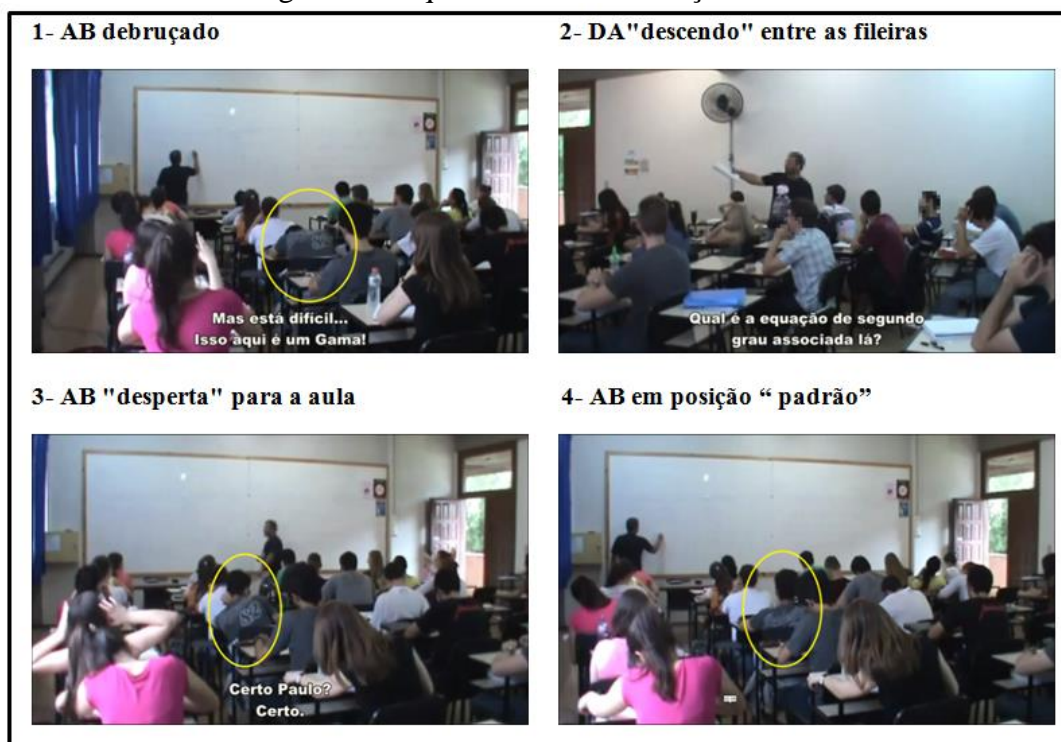 1- AB debruçado
2- DA"descendo" entre as fileiras
Mas está difícil...
Isso aqui é um Gama!
Qual é a equação de segundo
grau associada lá?
3- AB "desperta" para a aula
4- AB em posição “ padrão”
Certo Paulo?
Certo.